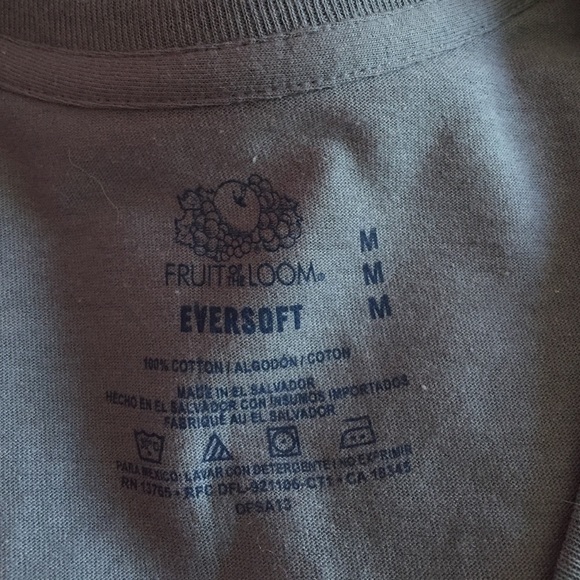 FRUIT OF THE LOOM®
EVERSOFT
M
M
M
100% COTTON / ALGODÓN / COTON
MADE IN EL SALVADOR
HECHO EN EL SALVADOR CON INSUMOS IMPORTADOS
FABRIQUÉ AU EL SALVADOR
PARA MEXICO: LAVAR CON DETERGENTE / NO EXPRIMIR
RN 13765 • RFC DFL-921106-CT1 • CA 19345